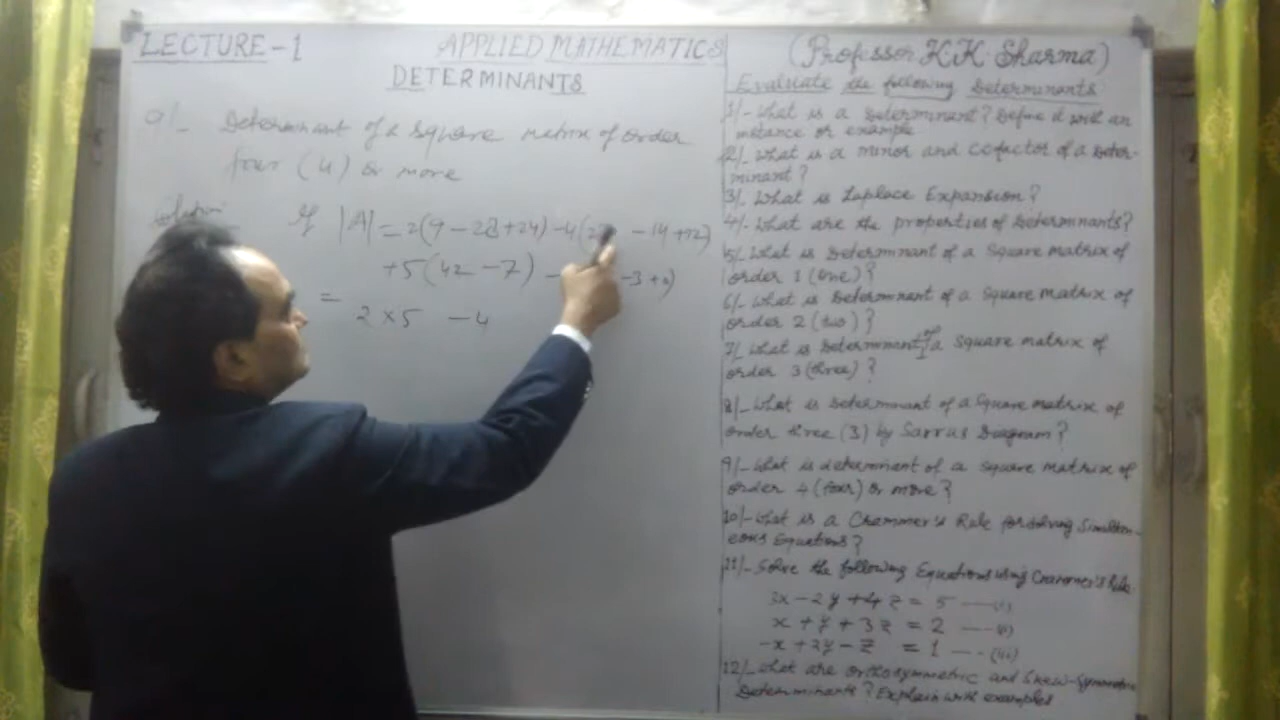 LECTURE-1
APPLIED MATHEMATICS
DETERMINANTS
9/- Determinant of a Square Matrix of order
four (4) or more
Solution If |A| = 2(9 - 28 + 24) - 4( - 14 + 12)
+ 5(42 - 7) - - 3 + 6)
= 2 × 5 - 4
(Professor K.K. Sharma)
Evaluate the following Determinants
1/- What is a Determinant? Define it with an
instance or example
2/- What is a minor and cofactor of a Deter-
minant?
3/- What is Laplace Expansion?
4/- What are the properties of Determinants?
5/- What is Determinant of a Square matrix of
order 1 (one)?
6/- What is Determinant of a Square matrix of
order 2 (two)?
7/- What is Determinant of a Square matrix of
order 3 (three)?
8/- What is Determinant of a Square matrix of
order three (3) by Sarrus Diagram?
9/- What is determinant of a Square matrix of
order 4 (four) or more?
10/- What is a Crammer's Rule for solving Simultan-
eous Equations?
11/- Solve the following Equations using Crammer's Rule
3x - 2y + 4z = 5 ---(i)
x + y + 3z = 2 ---(ii)
-x + 2y - z = 1 ---(iii)
12/- What are orthosymmetric and Skew-Symmetric
Determinants? Explain with examples